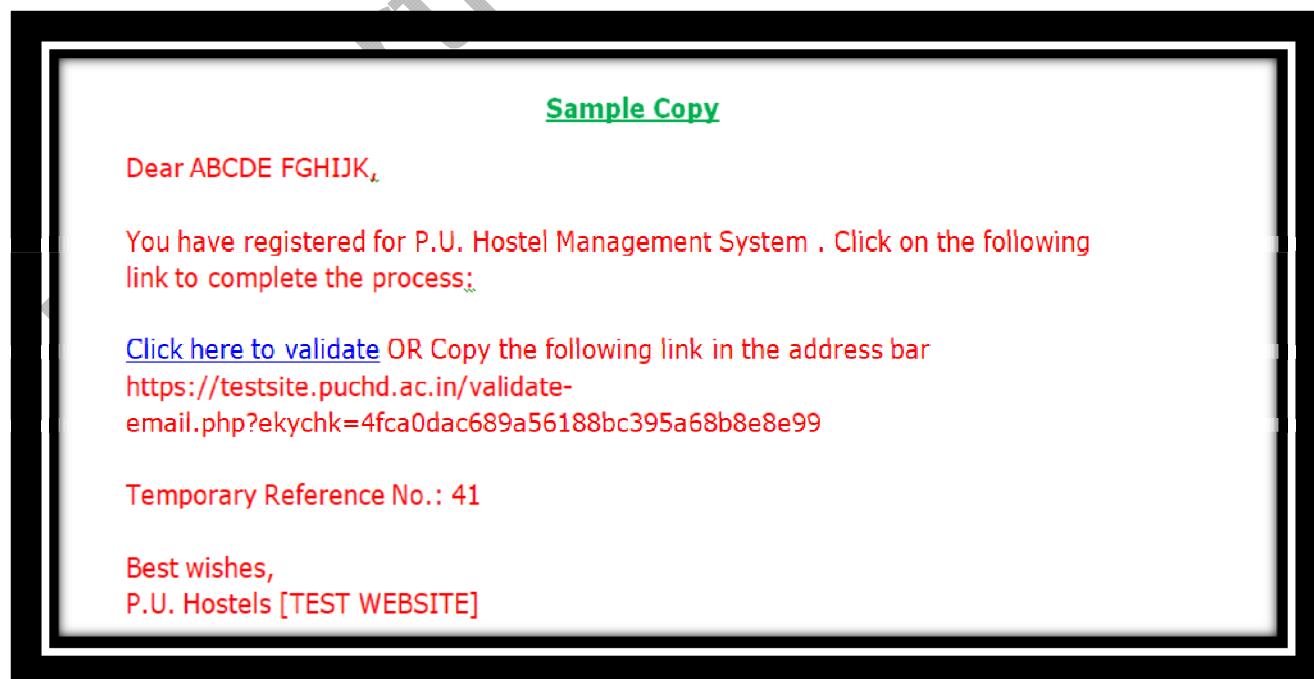 Sample Copy
Dear ABCDE FGHIJK,
You have registered for P.U. Hostel Management System . Click on the following
link to complete the process:
Click here to validate OR Copy the following link in the address bar
https://testsite.puchd.ac.in/validate-
email.php?ekychk=4fca0dac689a56188bc395a68b8e8e99
Temporary Reference No.: 41
Best wishes,
P.U. Hostels [TEST WEBSITE]